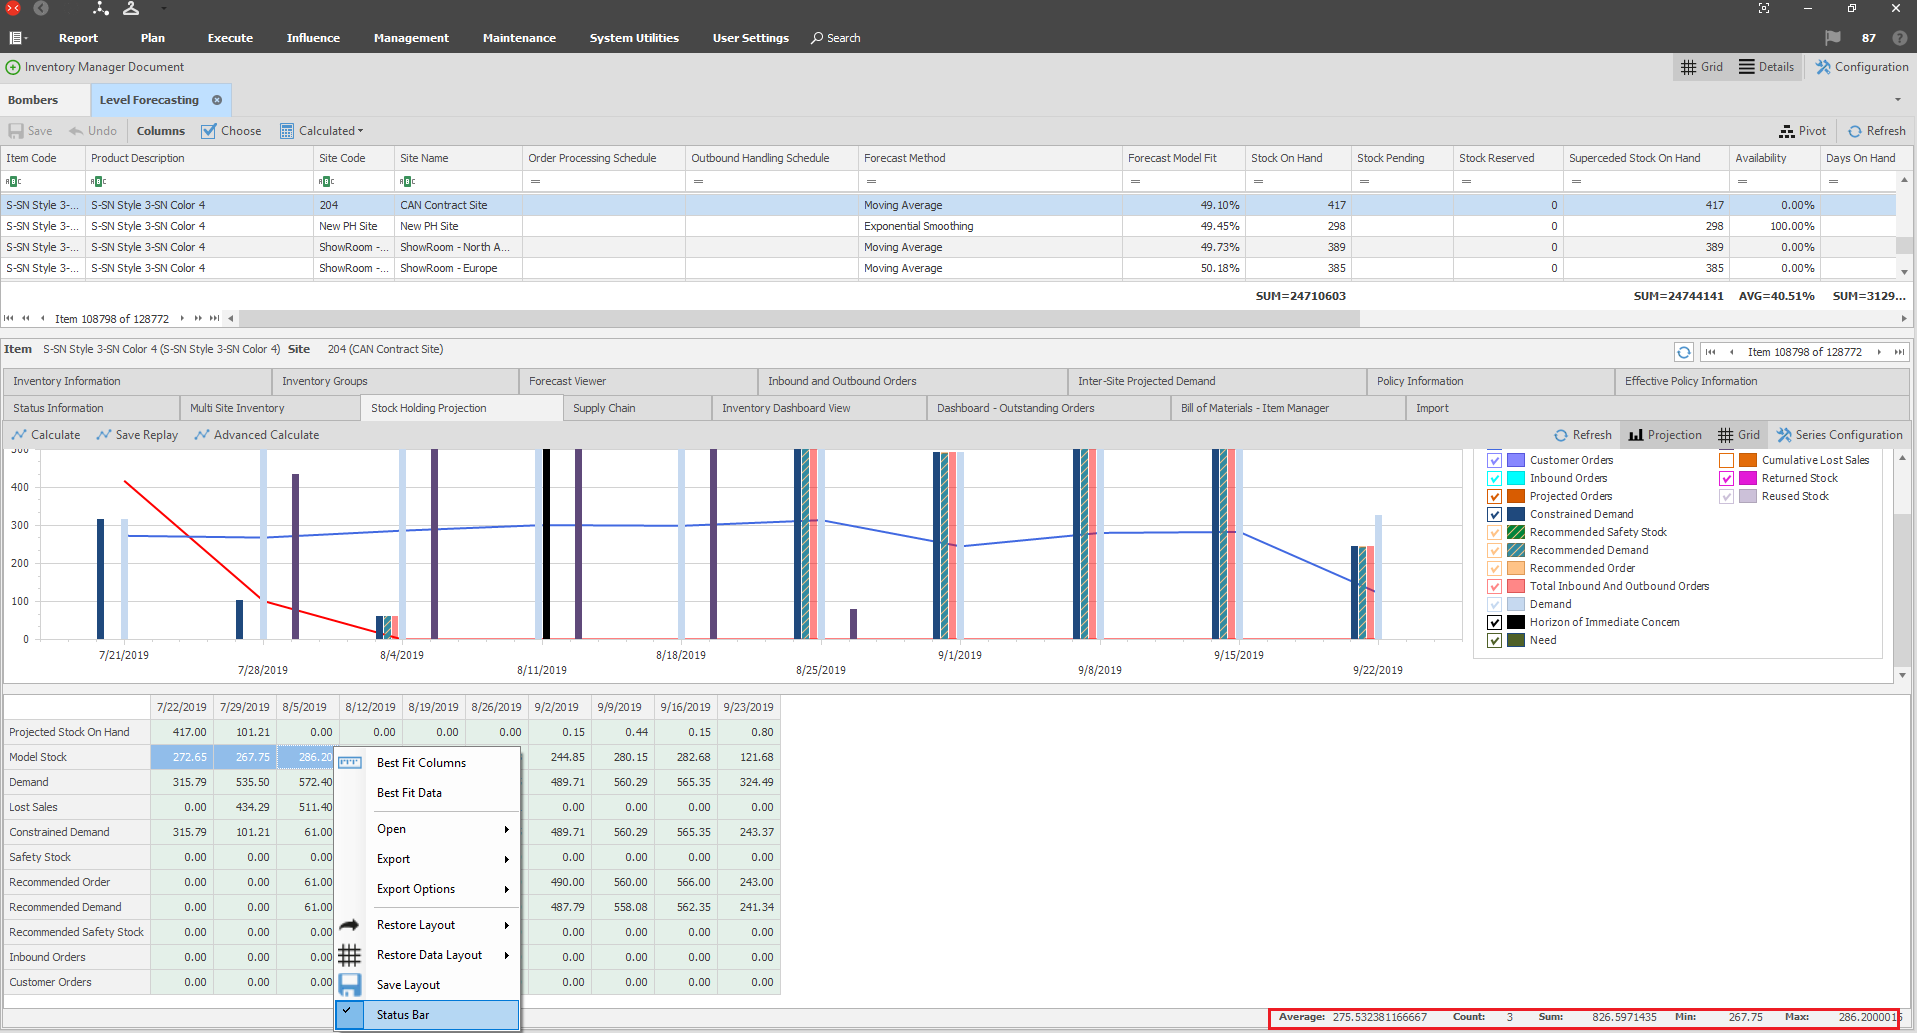 Report Plan Execute Influence Management Maintenance System Utilities User Settings Search 87
Inventory Manager Document Grid Details Configuration
Bombers Level Forecasting
Save Undo Columns Choose Calculated Pivot Refresh
Item Code Product Description Site Code Site Name Order Processing Schedule Outbound Handling Schedule Forecast Method Forecast Model Fit Stock On Hand Stock Pending Stock Reserved Superceded Stock On Hand Availability Days On Hand
S-SN Style 3-... S-SN Style 3-SN Color 4 204 CAN Contract Site Moving Average 49.10% 417 0 417 0.00%
S-SN Style 3-... S-SN Style 3-SN Color 4 New PH Site New PH Site Exponential Smoothing 49.45% 298 0 298 100.00%
S-SN Style 3-... S-SN Style 3-SN Color 4 ShowRoom -... ShowRoom - North A... Moving Average 49.73% 389 0 389 0.00%
S-SN Style 3-... S-SN Style 3-SN Color 4 ShowRoom -... ShowRoom - Europe Moving Average 50.18% 385 0 385 0.00%
SUM=24710603 SUM=24744141 AVG=40.51% SUM=3129...
Item 108798 of 128772
Item S-SN Style 3-SN Color 4 (S-SN Style 3-SN Color 4) Site 204 (CAN Contract Site) Item 108798 of 128772
Inventory Information Inventory Groups Forecast Viewer Inbound and Outbound Orders Inter-Site Projected Demand Policy Information Effective Policy Information
Status Information Multi Site Inventory Stock Holding Projection Supply Chain Inventory Dashboard View Dashboard - Outstanding Orders Bill of Materials - Item Manager Import
Calculate Save Replay Advanced Calculate Refresh Projection Grid Series Configuration
500
400
300
200
100
0
7/21/2019 8/4/2019 8/18/2019 9/1/2019 9/15/2019
7/28/2019 8/11/2019 8/25/2019 9/8/2019 9/22/2019
Customer Orders Cumulative Lost Sales
Inbound Orders Returned Stock
Projected Orders Reused Stock
Constrained Demand
Recommended Safety Stock
Recommended Demand
Recommended Order
Total Inbound And Outbound Orders
Demand
Horizon of Immediate Concern
Need
7/22/2019 7/29/2019 8/5/2019 8/12/2019 8/19/2019 8/26/2019 9/2/2019 9/9/2019 9/16/2019 9/23/2019
Projected Stock On Hand 417.00 101.21 0.00 0.00 0.00 0.00 0.15 0.44 0.15 0.80
Model Stock 272.65 267.75 286.20 244.85 280.15 282.68 121.68
Demand 315.79 535.50 572.40 489.71 560.29 565.35 324.49
Lost Sales 0.00 434.29 511.40 0.00 0.00 0.00 0.00
Constrained Demand 315.79 101.21 61.00 489.71 560.29 565.35 243.37
Safety Stock 0.00 0.00 0.00 0.00 0.00 0.00 0.00
Recommended Order 0.00 0.00 61.00 490.00 560.00 566.00 243.00
Recommended Demand 0.00 0.00 61.00 487.79 558.08 562.35 241.34
Recommended Safety Stock 0.00 0.00 0.00 0.00 0.00 0.00 0.00
Inbound Orders 0.00 0.00 0.00 0.00 0.00 0.00 0.00
Customer Orders 0.00 0.00 0.00 0.00 0.00 0.00 0.00
Best Fit Columns
Best Fit Data
Open
Export
Export Options
Restore Layout
Restore Data Layout
Save Layout
Status Bar
Average: 275.532381166667 Count: 3 Sum: 826.5971435 Min: 267.75 Max: 286.2000015